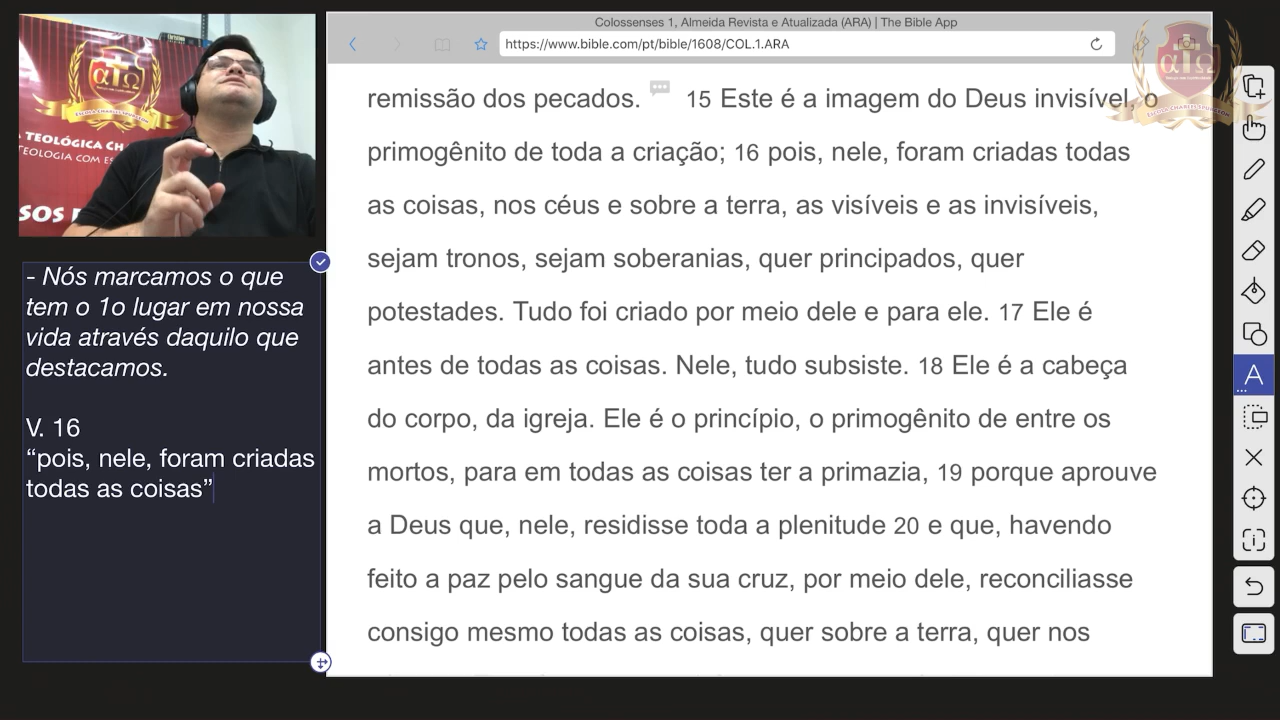 Colossenses 1, Almeida Revista e Atualizada (ARA) | The Bible App
https://www.bible.com/pt/bible/1608/COL.1.ARA
αTΩ
TEOLÓGICA CH
TEOLOGIA COM ES
SOS
- Nós marcamos o que
tem o 1o lugar em nossa
vida através daquilo que
destacamos.
V. 16
“pois, nele, foram criadas
todas as coisas”
remissão dos pecados. 15 Este é a imagem do Deus invisível, o
primogênito de toda a criação; 16 pois, nele, foram criadas todas
as coisas, nos céus e sobre a terra, as visíveis e as invisíveis,
sejam tronos, sejam soberanias, quer principados, quer
potestades. Tudo foi criado por meio dele e para ele. 17 Ele é
antes de todas as coisas. Nele, tudo subsiste. 18 Ele é a cabeça
do corpo, da igreja. Ele é o princípio, o primogênito de entre os
mortos, para em todas as coisas ter a primazia, 19 porque aprouve
a Deus que, nele, residisse toda a plenitude 20 e que, havendo
feito a paz pelo sangue da sua cruz, por meio dele, reconciliasse
consigo mesmo todas as coisas, quer sobre a terra, quer nos
A